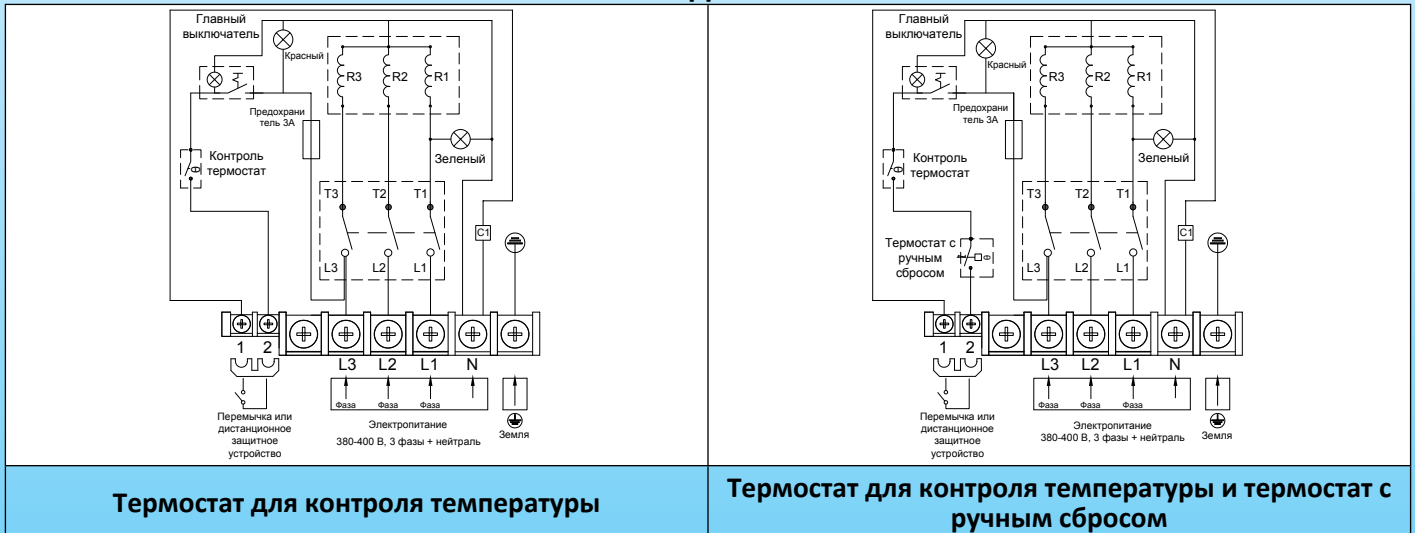 Главный
выключатель
Красный
R3 R2 R1
Предохрани
тель 3А
Зеленый
Контроль
термостат
T3 T2 T1
C1
L3 L2 L1
1 2
L3 L2 L1 N
Фаза Фаза Фаза
Перемычка или
дистанционное
защитное
устройство
Электропитание
380-400 В, 3 фазы + нейтраль
Земля
Термостат для контроля температуры
Главный
выключатель
Красный
R3 R2 R1
Предохрани
тель 3А
Зеленый
Контроль
термостат
T3 T2 T1
C1
Термостат с
ручным
сбросом
L3 L2 L1
1 2
L3 L2 L1 N
Фаза Фаза Фаза
Перемычка или
дистанционное
защитное
устройство
Электропитание
380-400 В, 3 фазы + нейтраль
Земля
Термостат для контроля температуры и термостат с
ручным сбросом